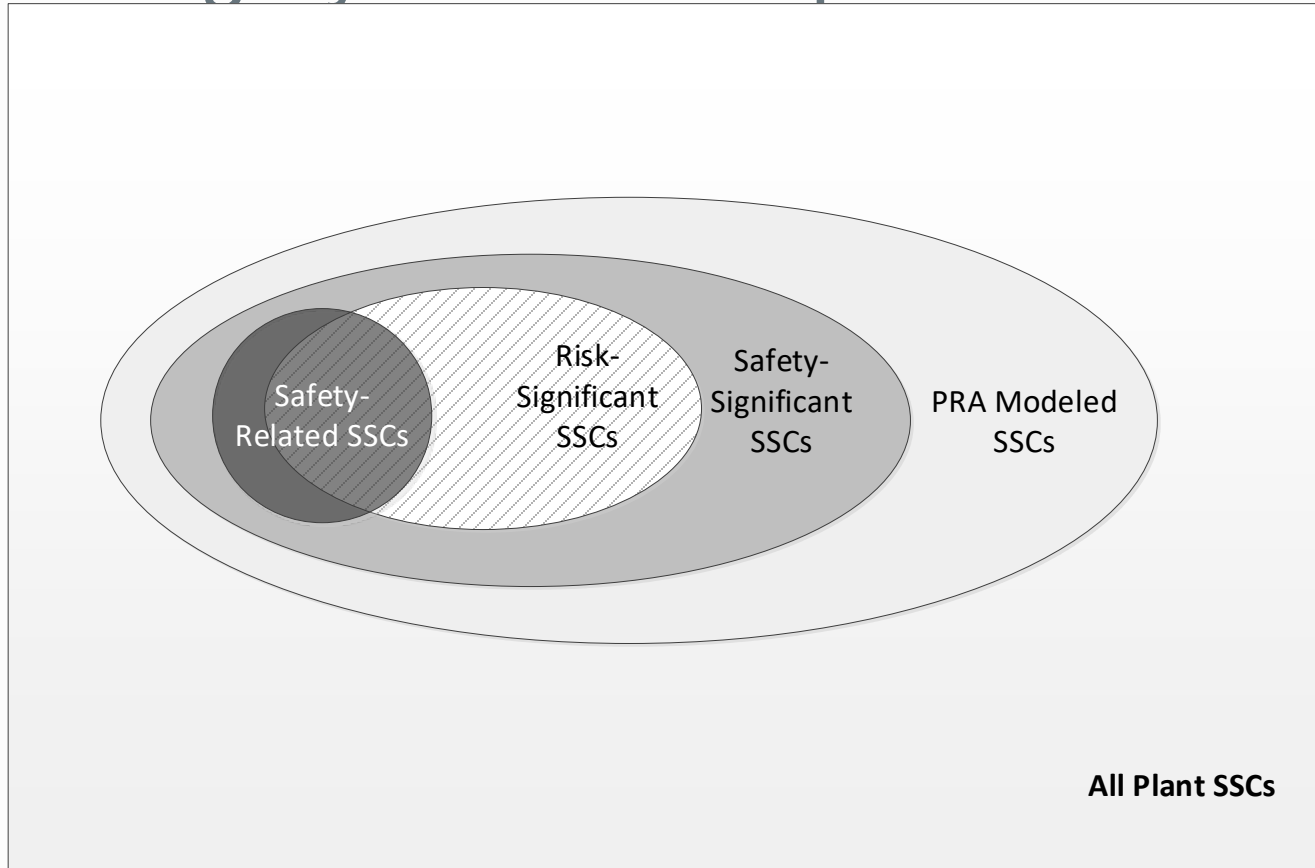 Safety-
Related SSCs
Risk-
Significant
SSCs
Safety-
Significant
SSCs
PRA Modeled
SSCs
All Plant SSCs